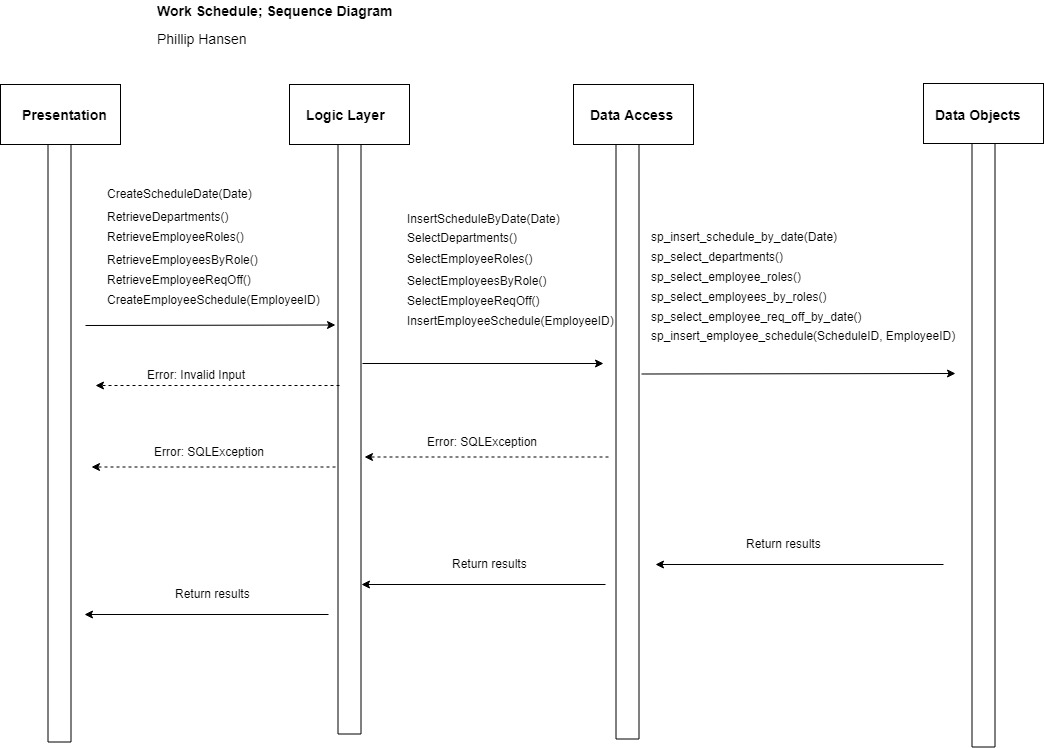 Work Schedule; Sequence Diagram
Phillip Hansen
Presentation
Logic Layer
Data Access
Data Objects
CreateScheduleDate(Date)
RetrieveDepartments()
RetrieveEmployeeRoles()
RetrieveEmployeesByRole()
RetrieveEmployeeReqOff()
CreateEmployeeSchedule(EmployeeID)
InsertScheduleByDate(Date)
SelectDepartments()
SelectEmployeeRoles()
SelectEmployeesByRole()
SelectEmployeeReqOff()
InsertEmployeeSchedule(EmployeeID)
sp_insert_schedule_by_date(Date)
sp_select_departments()
sp_select_employee_roles()
sp_select_employees_by_roles()
sp_select_employee_req_off_by_date()
sp_insert_employee_schedule(ScheduleID, EmployeeID)
Error: Invalid Input
Error: SQLException
Error: SQLException
Return results
Return results
Return results